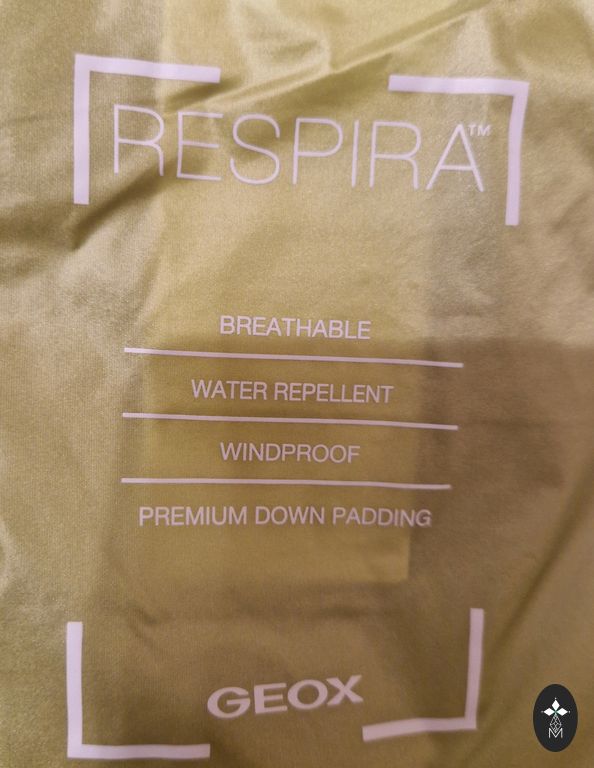 RESPIRA™
BREATHABLE
WATER REPELLENT
WINDPROOF
PREMIUM DOWN PADDING
GEOX
M